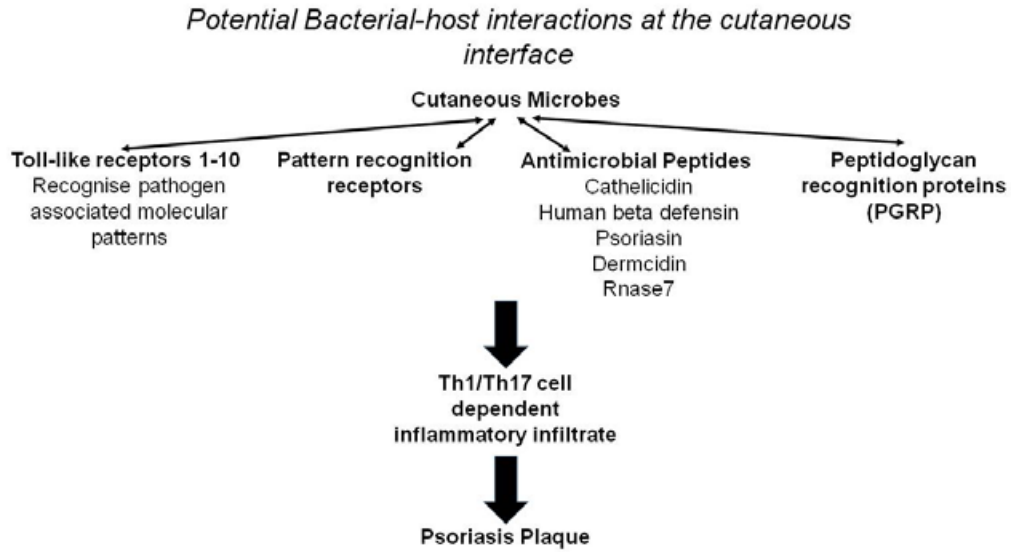 Potential Bacterial-host interactions at the cutaneous
interface
Cutaneous Microbes
Toll-like receptors 1-10
Recognise pathogen
associated molecular
patterns
Pattern recognition
receptors
Antimicrobial Peptides
Cathelicidin
Human beta defensin
Psoriasin
Dermcidin
Rnase7
Peptidoglycan
recognition proteins
(PGRP)
Th1/Th17 cell
dependent
inflammatory infiltrate
Psoriasis Plaque